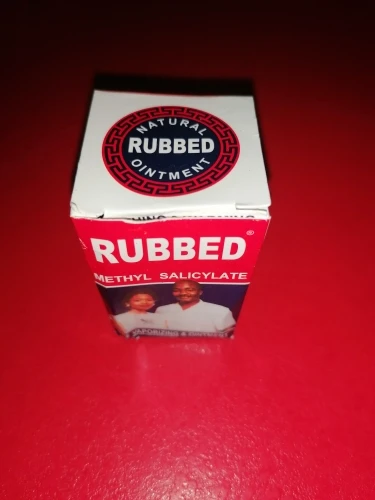 NATURAL
RUBBED
OINTMENT
RUBBED®
METHYL SALICYLATE